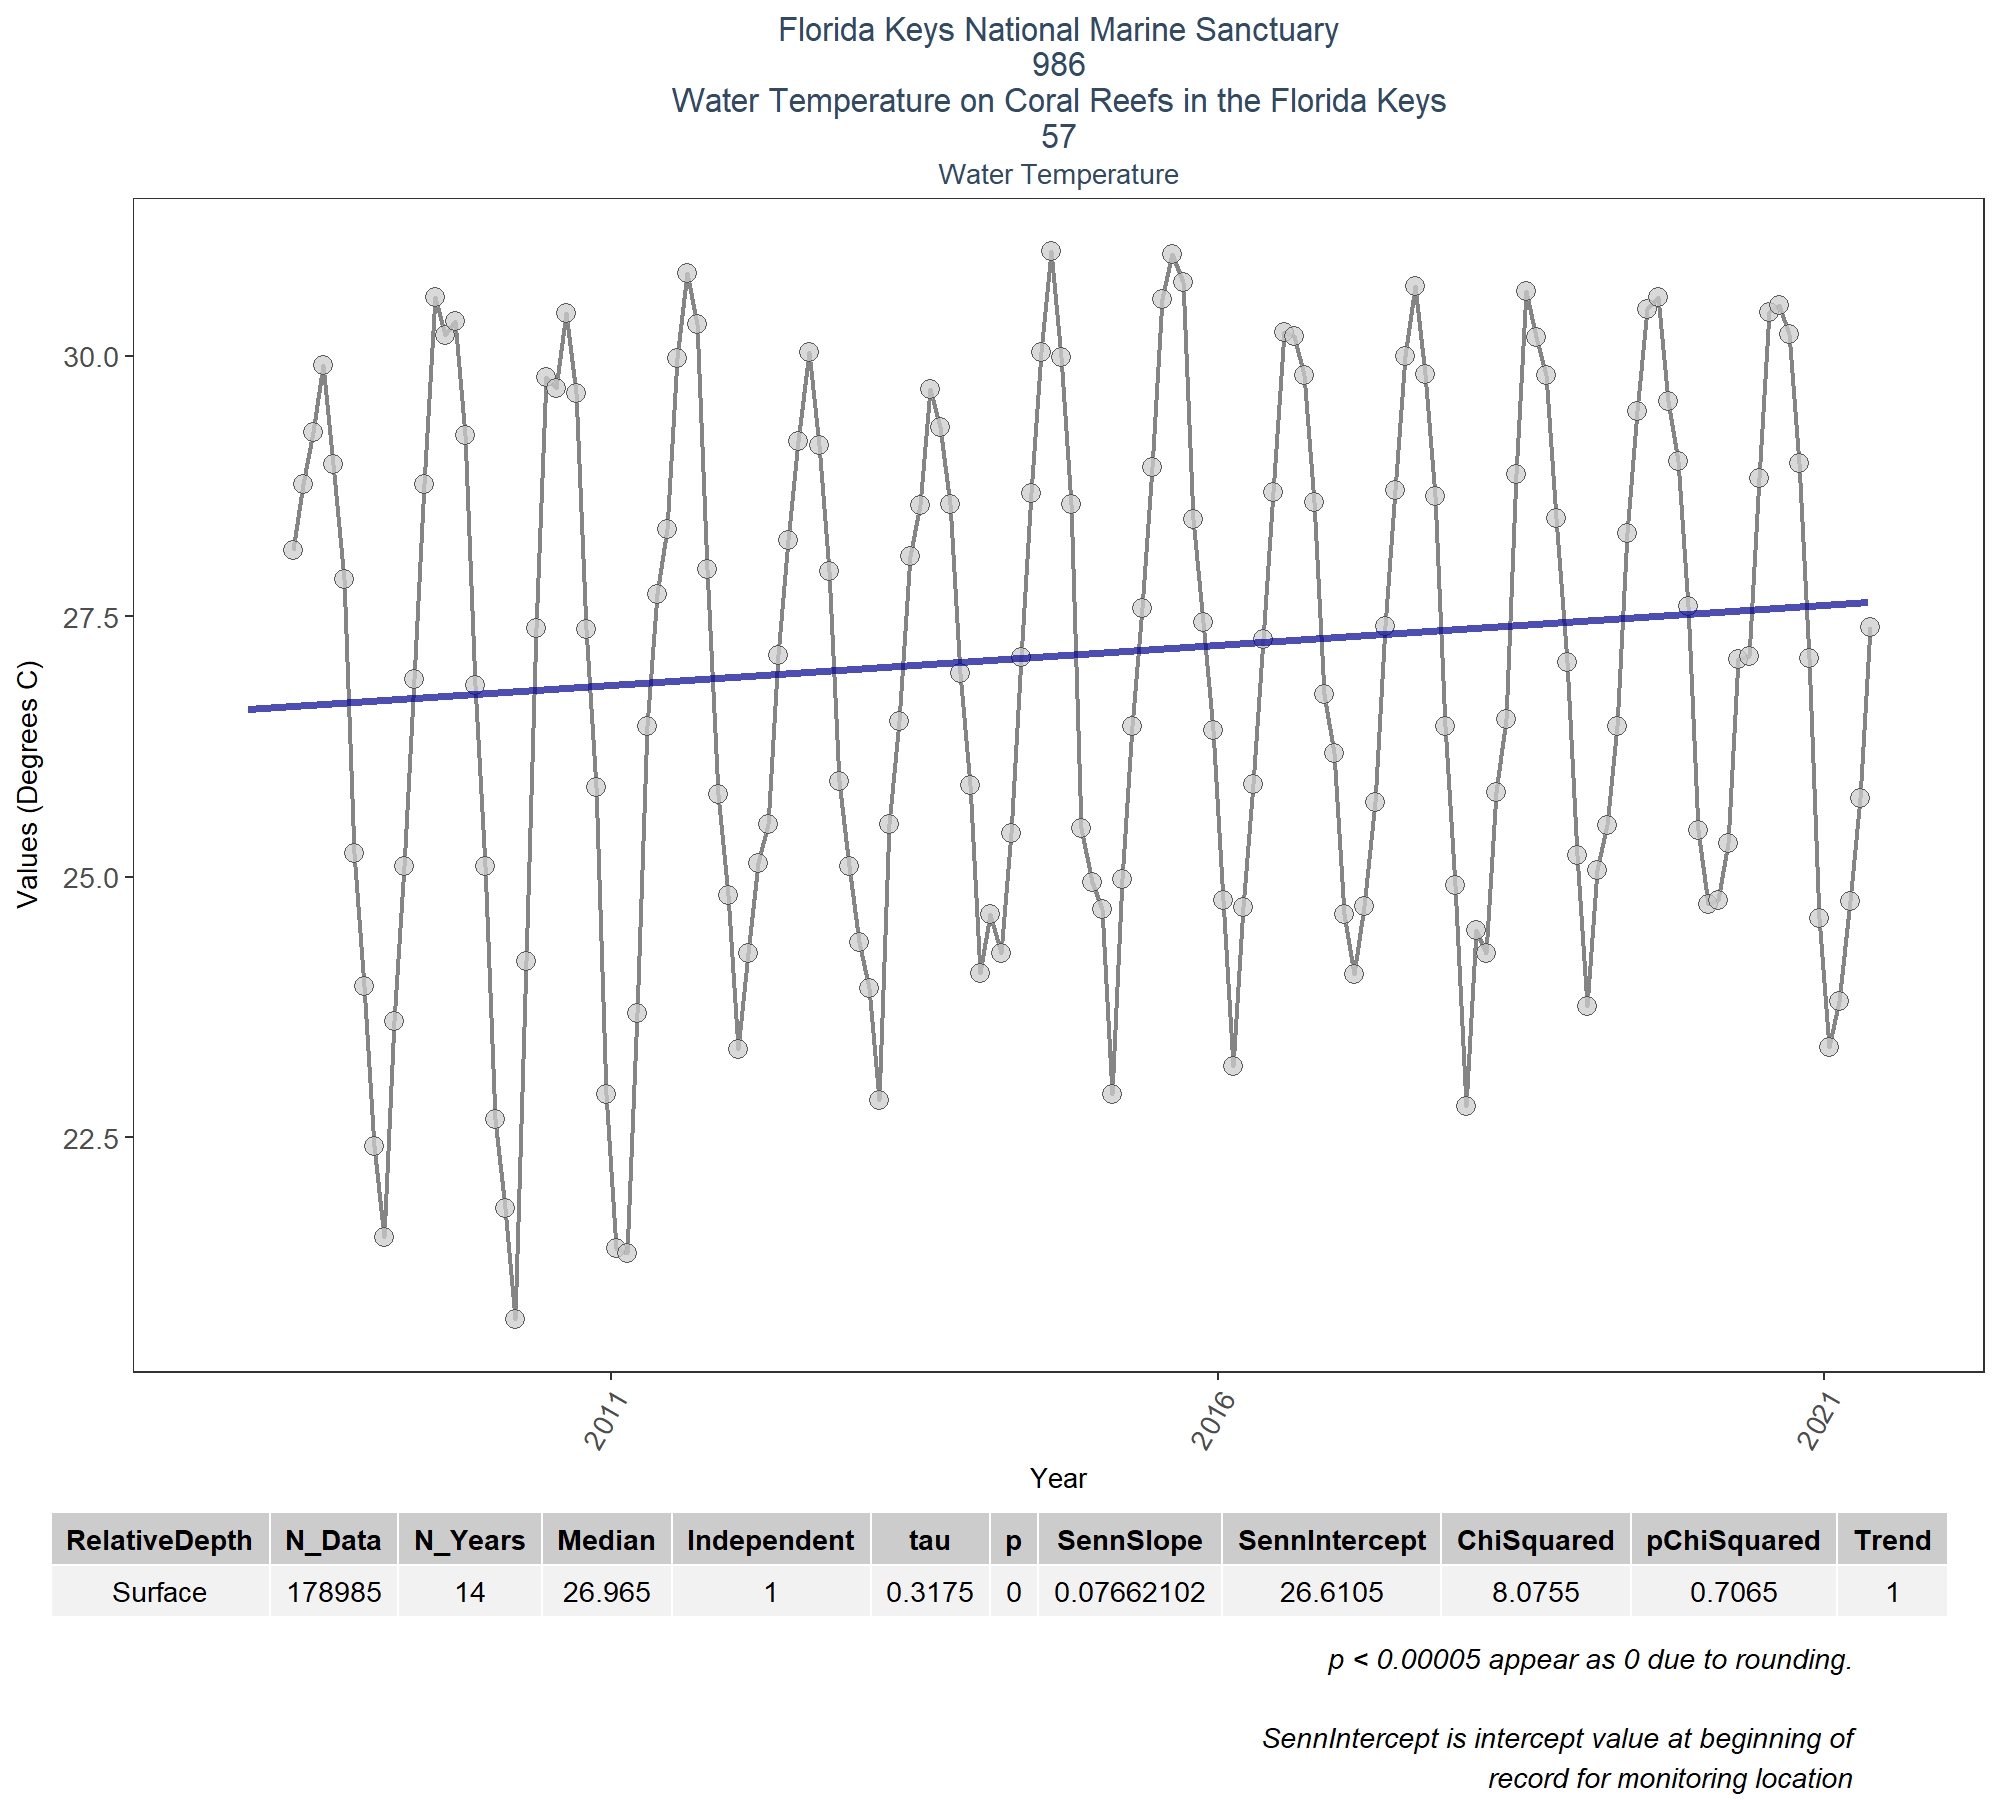 Florida Keys National Marine Sanctuary
986
Water Temperature on Coral Reefs in the Florida Keys
57
Water Temperature
Values (Degrees C)
30.0
27.5
25.0
22.5
2011 2016 2021
Year
RelativeDepth N_Data N_Years Median Independent tau p SennSlope SennIntercept ChiSquared pChiSquared Trend
Surface 178985 14 26.965 1 0.3175 0 0.07662102 26.6105 8.0755 0.7065 1
p < 0.00005 appear as 0 due to rounding.
SennIntercept is intercept value at beginning of
record for monitoring location